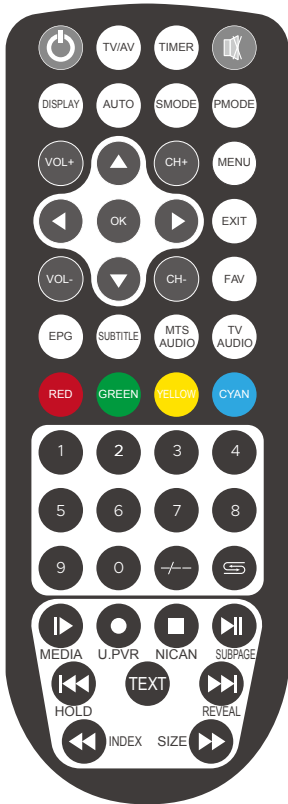 TV/AV TIMER
DISPLAY AUTO SMODE PMODE
VOL+ CH+ MENU
OK EXIT
VOL- CH- FAV
EPG SUBTITLE MTS AUDIO TV AUDIO
RED GREEN YELLOW CYAN
1 2 3 4
5 6 7 8
9 0 -/--
MEDIA U.PVR NICAN SUBPAGE
TEXT
HOLD REVEAL
INDEX SIZE